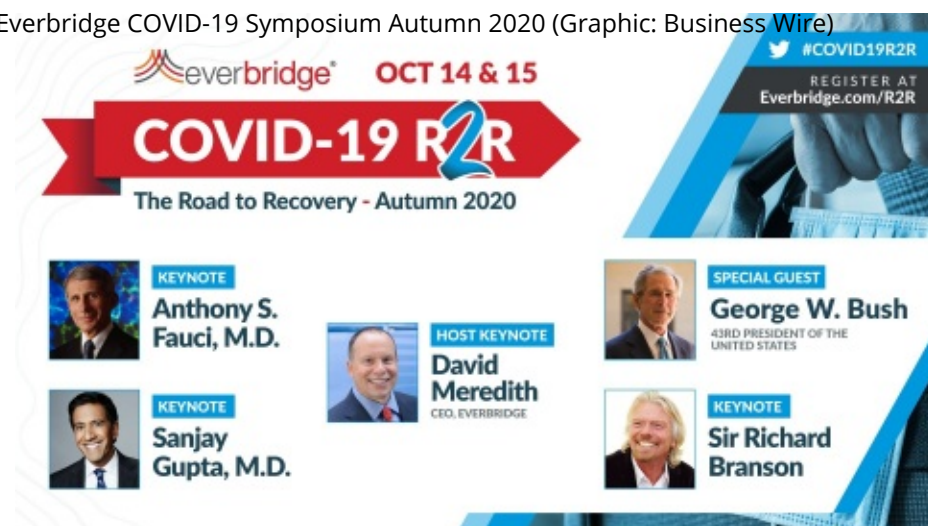 Everbridge COVID-19 Symposium Autumn 2020 (Graphic: Business Wire)
everbridge®
OCT 14 & 15
#COVID19R2R
REGISTER AT
Everbridge.com/R2R
COVID-19 R2R
The Road to Recovery - Autumn 2020
KEYNOTE
Anthony S.
Fauci, M.D.
KEYNOTE
Sanjay
Gupta, M.D.
HOST KEYNOTE
David
Meredith
CEO, EVERBRIDGE
SPECIAL GUEST
George W. Bush
43RD PRESIDENT OF THE
UNITED STATES
KEYNOTE
Sir Richard
Branson